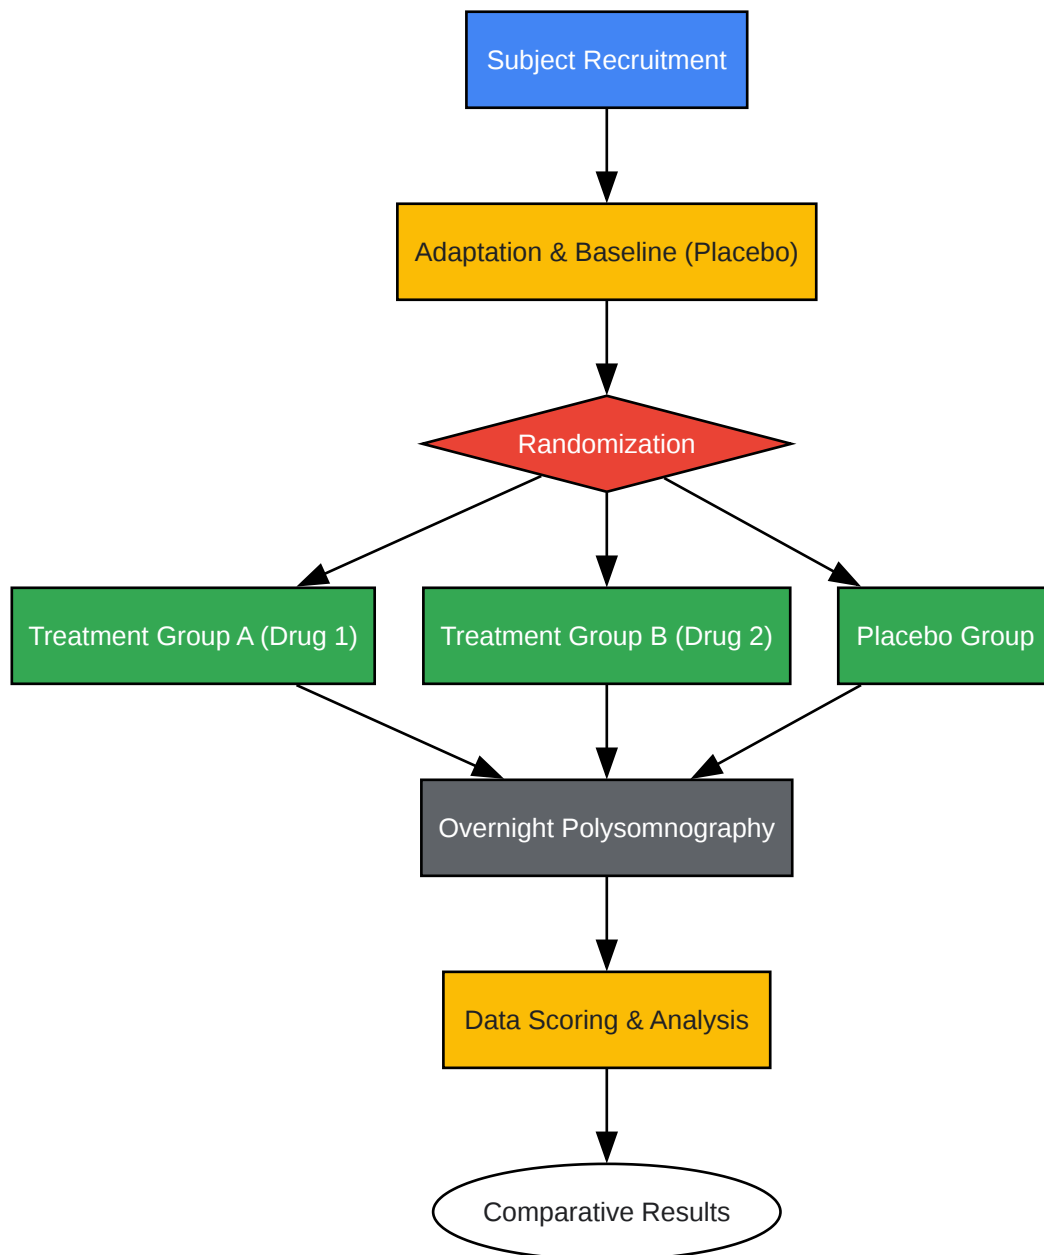 Subject Recruitment
Adaptation & Baseline (Placebo)
Randomization
Treatment Group A (Drug 1)
Treatment Group B (Drug 2)
Placebo Group
Overnight Polysomnography
Data Scoring & Analysis
Comparative Results